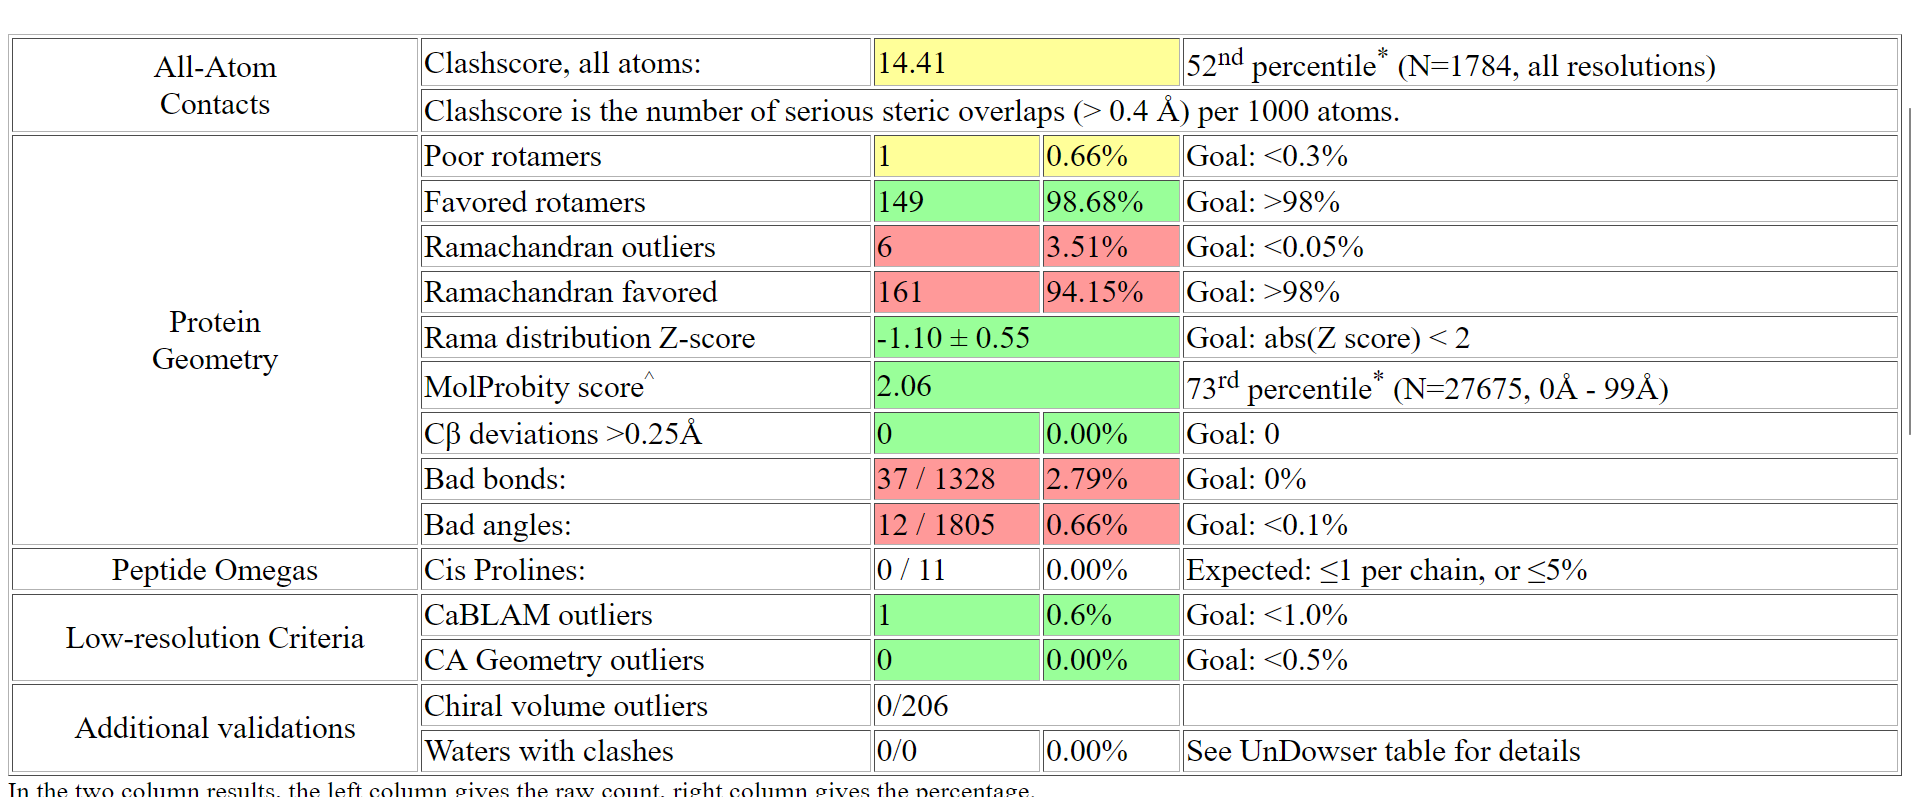 All-Atom
Contacts
Clashscore, all atoms: 14.41 52nd percentile* (N=1784, all resolutions)
Clashscore is the number of serious steric overlaps (> 0.4 Å) per 1000 atoms.
Protein
Geometry
Poor rotamers 1 0.66% Goal: <0.3%
Favored rotamers 149 98.68% Goal: >98%
Ramachandran outliers 6 3.51% Goal: <0.05%
Ramachandran favored 161 94.15% Goal: >98%
Rama distribution Z-score -1.10 ± 0.55 Goal: abs(Z score) < 2
MolProbity score^ 2.06 73rd percentile* (N=27675, 0Å - 99Å)
Cβ deviations >0.25Å 0 0.00% Goal: 0
Bad bonds: 37 / 1328 2.79% Goal: 0%
Bad angles: 12 / 1805 0.66% Goal: <0.1%
Peptide Omegas Cis Prolines: 0 / 11 0.00% Expected: ≤1 per chain, or ≤5%
Low-resolution Criteria
CaBLAM outliers 1 0.6% Goal: <1.0%
CA Geometry outliers 0 0.00% Goal: <0.5%
Additional validations
Chiral volume outliers 0/206
Waters with clashes 0/0 0.00% See UnDowser table for details
In the two column results, the left column gives the raw count, right column gives the percentage.